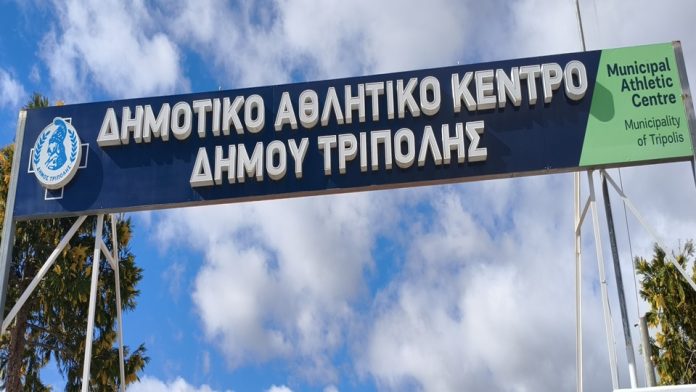 ΔΗΜΟΤΙΚΟ ΑΘΛΗΤΙΚΟ ΚΕΝΤΡΟ
ΔΗΜΟΥ ΤΡΙΠΟΛΗΣ
Municipal
Athletic
Centre
Municipality
of Tripolis
ΔΗΜΟΣ ΤΡΙΠΟΛΗΣ